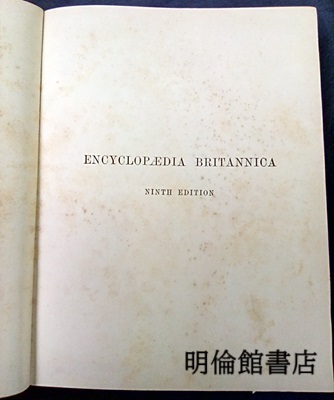 ENCYCLOPÆDIA BRITANNICA
NINTH EDITION
明倫館書店